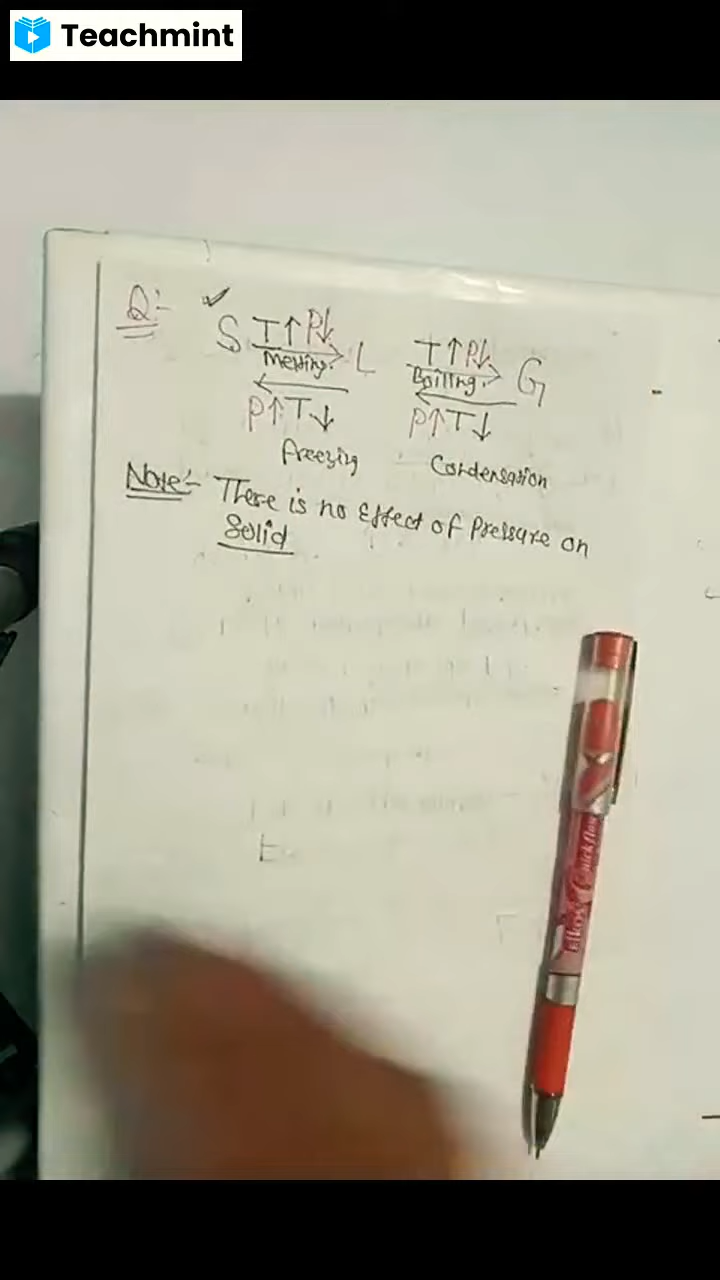 Teachmint
Q:-
S T↑P↓ L T↑P↓ G
Melting. Boiling.
P↑T↓ P↑T↓
Freezing Condensation
Note:- There is no Effect of Pressure on
Solid